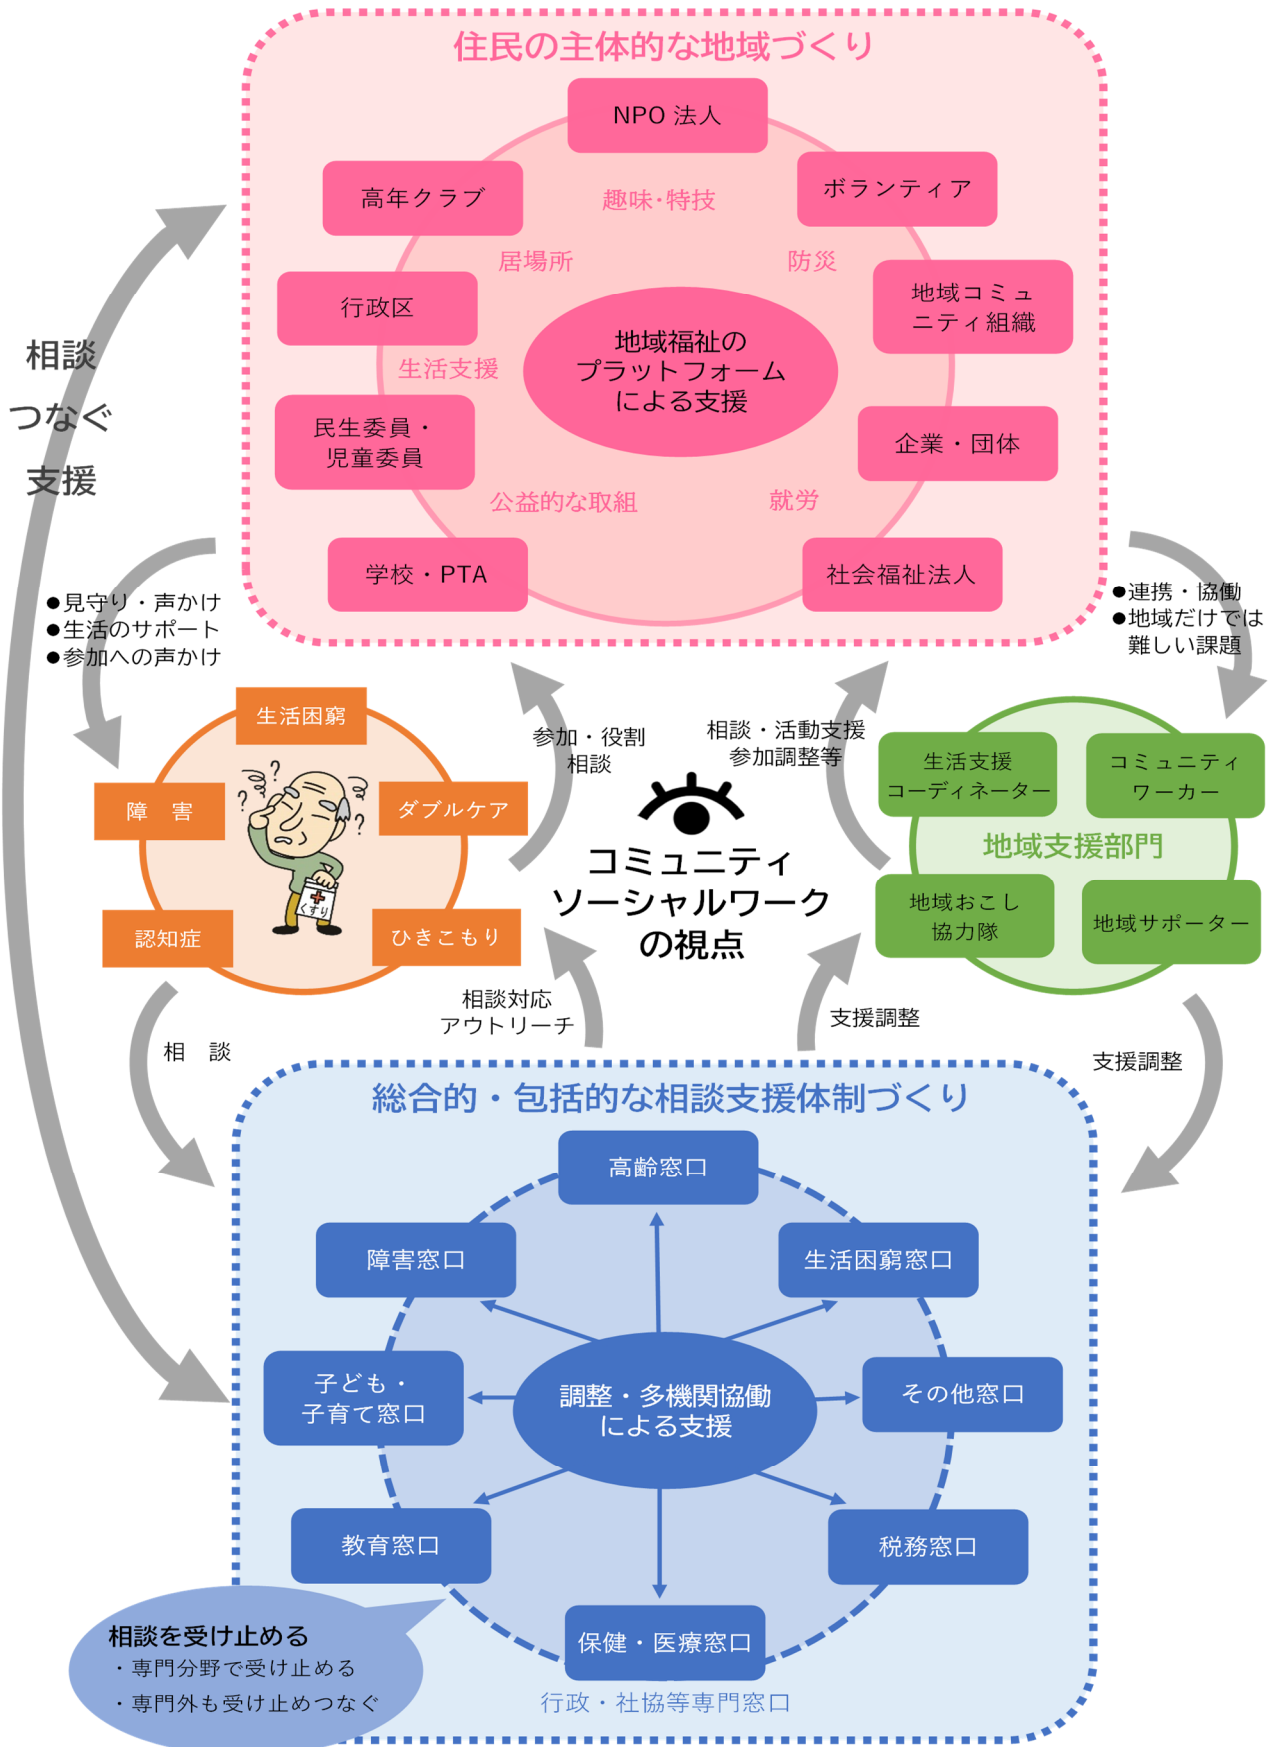 住民の主体的な地域づくり
NPO 法人
高年クラブ
ボランティア
趣味・特技
居場所
防災
行政区
地域コミュ
ニティ組織
生活支援
地域福祉の
プラットフォーム
による支援
民生委員・
児童委員
企業・団体
公益的な取組
就労
学校・PTA
社会福祉法人
相談
つなぐ
支援
●見守り・声かけ
●生活のサポート
●参加への声かけ
●連携・協働
●地域だけでは
難しい課題
生活困窮
障 害
ダブルケア
認知症
ひきこもり
?
?
?
?
くすり
参加・役割
相談
相談・活動支援
参加調整等
コミュニティ
ソーシャルワーク
の視点
生活支援
コーディネーター
コミュニティ
ワーカー
地域支援部門
地域おこし
協力隊
地域サポーター
相談対応
アウトリーチ
支援調整
相 談
支援調整
総合的・包括的な相談支援体制づくり
高齢窓口
障害窓口
生活困窮窓口
子ども・
子育て窓口
調整・多機関協働
による支援
その他窓口
教育窓口
税務窓口
保健・医療窓口
行政・社協等専門窓口
相談を受け止める
・専門分野で受け止める
・専門外も受け止めつなぐ